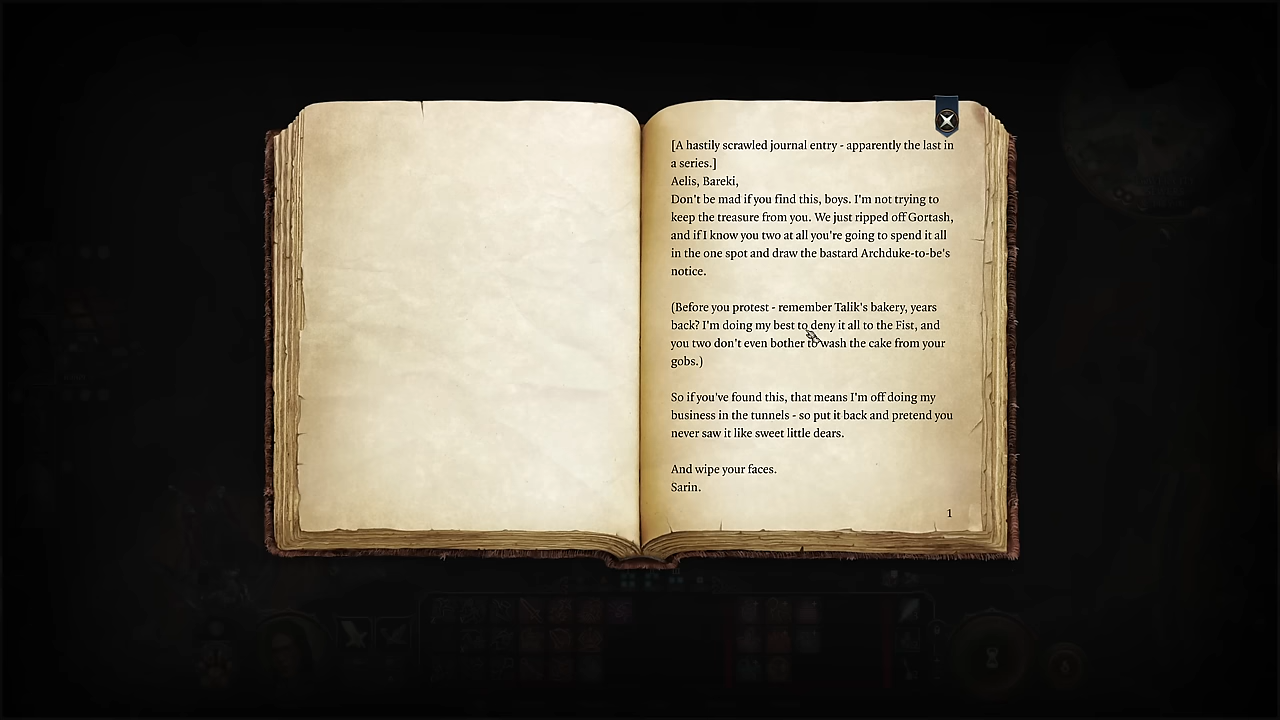 [A hastily scrawled journal entry - apparently the last in
a series.]
Aelis, Bareki,
Don't be mad if you find this, boys. I'm not trying to
keep the treasure from you. We just ripped off Gortash,
and if I know you two at all you're going to spend it all
in the one spot and draw the bastard Archduke-to-be's
notice.
(Before you protest - remember Talik's bakery, years
back? I'm doing my best to deny it all to the Fist, and
you two don't even bother to wash the cake from your
gobs.)
So if you've found this, that means I'm off doing my
business in the tunnels - so put it back and pretend you
never saw it like sweet little dears.
And wipe your faces.
Sarin.
1